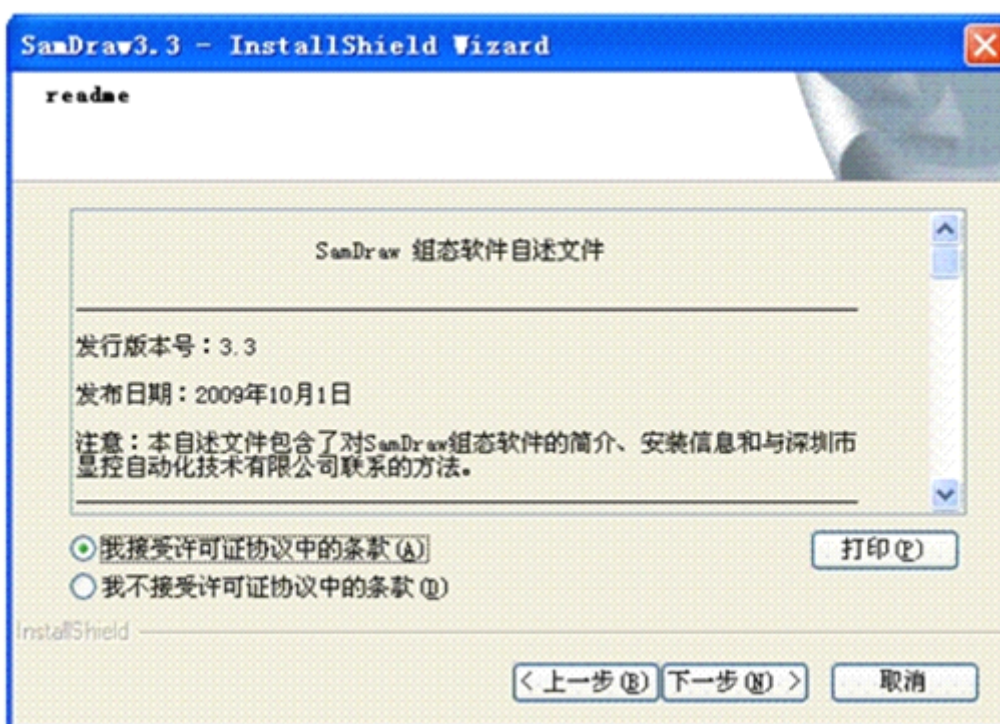 SamDraw3.3 - InstallShield Wizard
readme
SamDraw 组态软件自述文件
发行版本号：3.3
发布日期：2009年10月1日
注意：本自述文件包含了对SamDraw组态软件的简介、安装信息和与深圳市
显控自动化技术有限公司联系的方法。
我接受许可证协议中的条款(A)
打印(P)
我不接受许可证协议中的条款(D)
InstallShield
< 上一步(B) 下一步(N) > 取消